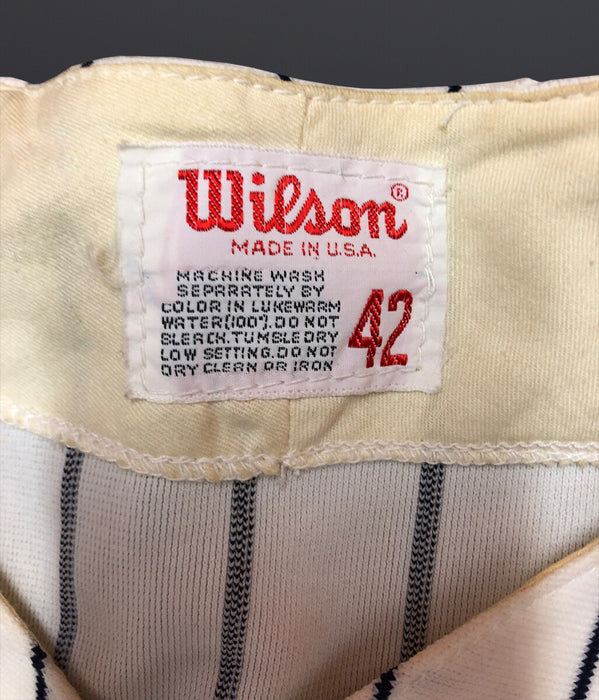 Wilson®
MADE IN U.S.A.
MACHINE WASH
SEPARATELY BY
COLOR IN LUKEWARM
WATER(100°).DO NOT
BLEACH.TUMBLE DRY
LOW SETTING.DO NOT
DRY CLEAN OR IRON
42